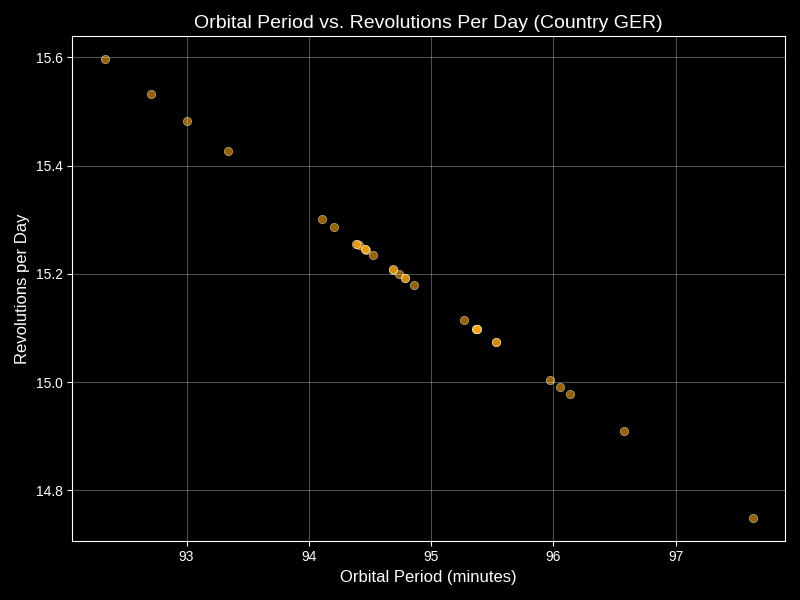 Orbital Period vs. Revolutions Per Day (Country GER)
Revolutions per Day
15.6
15.4
15.2
15.0
14.8
93 94 95 96 97
Orbital Period (minutes)